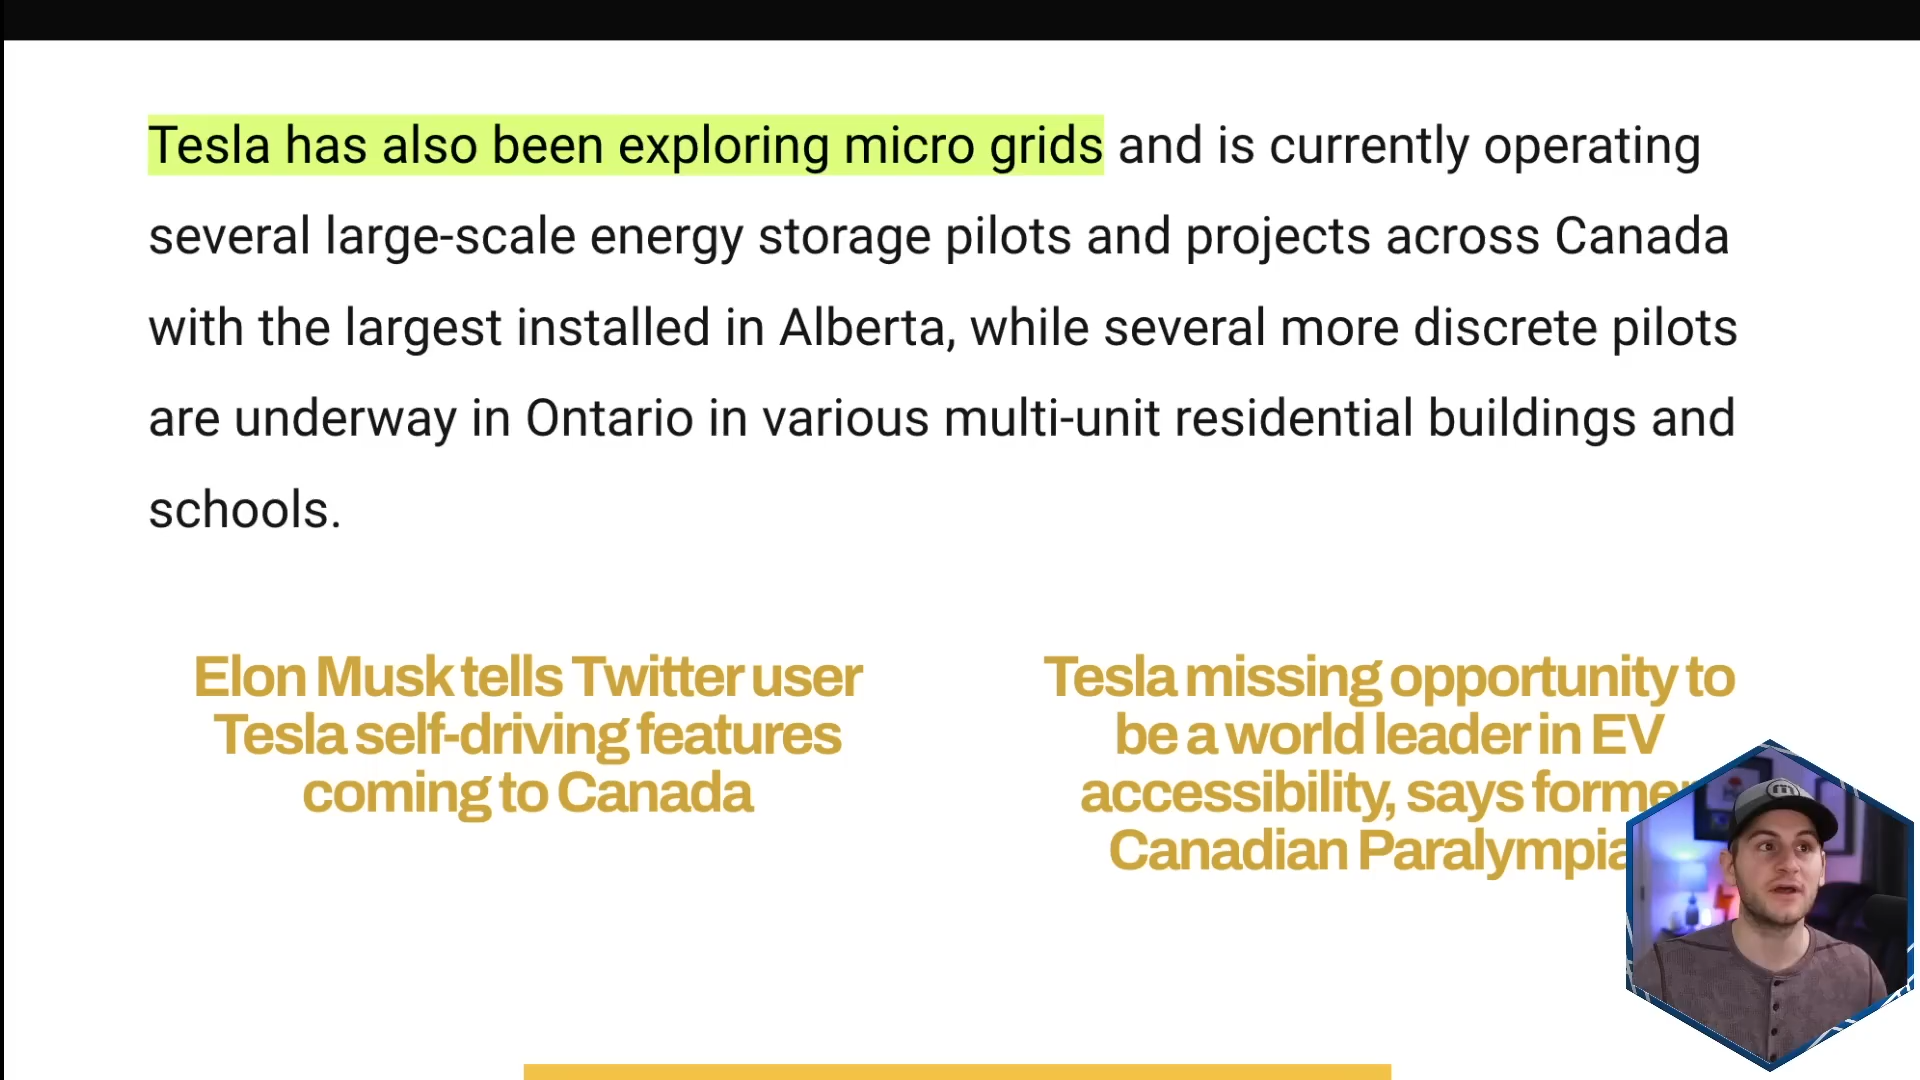 Tesla has also been exploring micro grids and is currently operating
several large-scale energy storage pilots and projects across Canada
with the largest installed in Alberta, while several more discrete pilots
are underway in Ontario in various multi-unit residential buildings and
schools.
Elon Musk tells Twitter user
Tesla self-driving features
coming to Canada
Tesla missing opportunity to
be a world leader in EV
accessibility, says former
Canadian